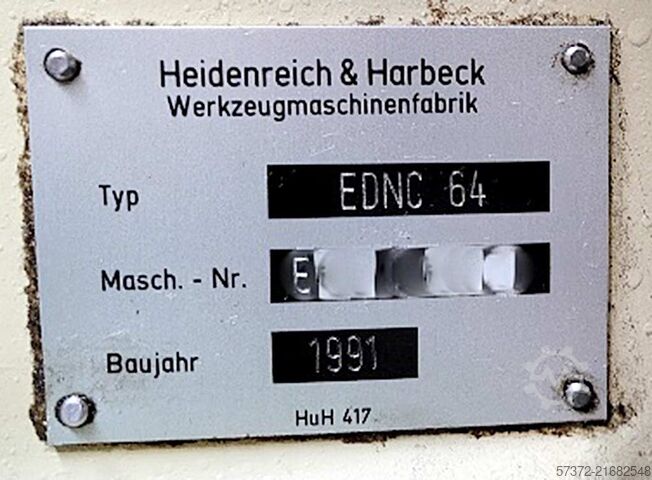 Heidenreich & Harbeck
Werkzeugmaschinenfabrik
Typ EDNC 64
Masch. - Nr. E
Baujahr 1991
HuH 417
57372-21682548